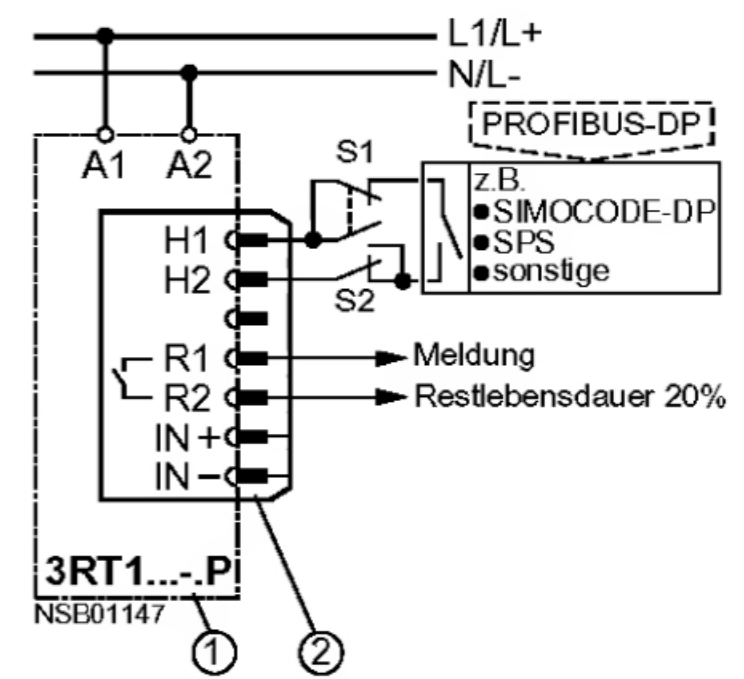 L1/L+
N/L-
PROFIBUS-DP
A1 A2
S1
z.B.
●SIMOCODE-DP
●SPS
●sonstige
H1
H2
S2
R1 Meldung
R2 Restlebensdauer 20%
IN +
IN -
3RT1...-.P
NSB01147
1 2